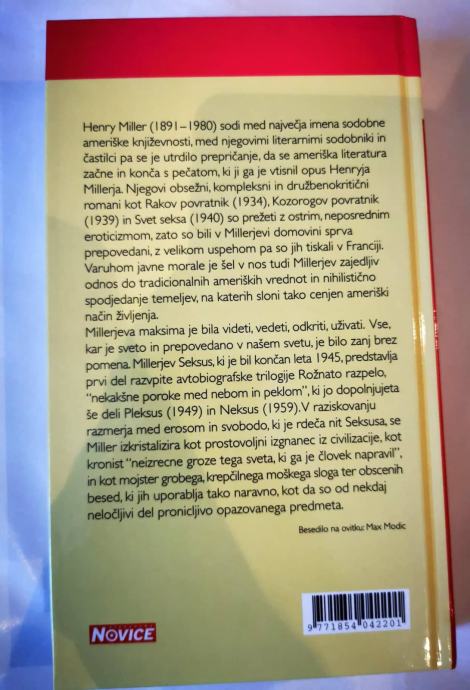 Henry Miller (1891–1980) sodi med največja imena sodobne
ameriške književnosti, med njegovimi literarnimi sodobniki in
častilci pa se je utrdilo prepričanje, da se ameriška literatura
začne in konča s pečatom, ki ji ga je vtisnil opus Henryja
Millerja. Njegovi obsežni, kompleksni in družbenokritični
romani kot Rakov povratnik (1934), Kozorogov povratnik
(1939) in Svet seksa (1940) so prežeti z ostrim, neposrednim
eroticizmom, zato so bili v Millerjevi domovini sprva
prepovedani, z velikom uspehom pa so jih tiskali v Franciji.
Varuhom javne morale je šel v nos tudi Millerjev zajedljiv
odnos do tradicionalnih ameriških vrednot in nihilistično
spodjedanje temeljev, na katerih sloni tako cenjen ameriški
način življenja.
Millerjeva maksima je bila videti, vedeti, odkriti, uživati. Vse,
kar je sveto in prepovedano v našem svetu, je bilo zanj brez
pomena. Millerjev Seksus, ki je bil končan leta 1945, predstavlja
prvi del razvpite avtobiografske trilogije Rožnato razpelo,
"nekakšne poroke med nebom in peklom", ki jo dopolnjujeta
še deli Pleksus (1949) in Neksus (1959). V raziskovanju
razmerja med erosom in svobodo, ki je rdeča nit Seksusa, se
Miller izkristalizira kot prostovoljni izgnanec iz civilizacije, kot
kronist "neizrecne groze tega sveta, ki ga je človek napravil",
in kot mojster grobega, krepčilnega moškega sloga ter obscenih
besed, ki jih uporablja tako naravno, kot da so od nekdaj
neločljivi del pronicljivo opazovanega predmeta.
Besedilo na ovitku: Max Modic
9 771854 042201
NOVICE